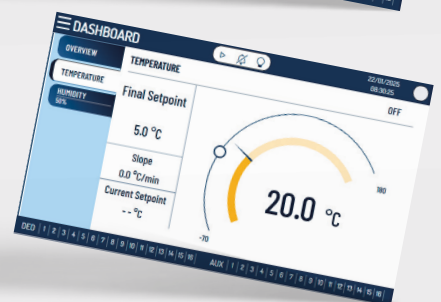 DASHBOARD
22/01/2025
08:30:25
OVERVIEW
TEMPERATURE
HUMIDITY
50%
TEMPERATURE
OFF
Final Setpoint
5.0 °C
Slope
0.0 °C/min
Current Setpoint
-- °C
-70
180
20.0 °C
DED 1 2 3 4 5 6 7 8 9 10 11 12 13 14 15 16
AUX 1 2 3 4 5 6 7 8 9 10 11 12 13 14 15 16